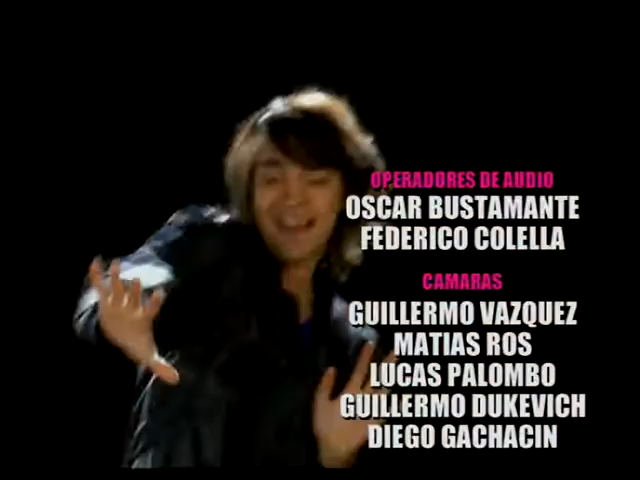 OPERADORES DE AUDIO
OSCAR BUSTAMANTE
FEDERICO COLELLA
CAMARAS
GUILLERMO VAZQUEZ
MATIAS ROS
LUCAS PALOMBO
GUILLERMO DUKEVICH
DIEGO GACHACIN